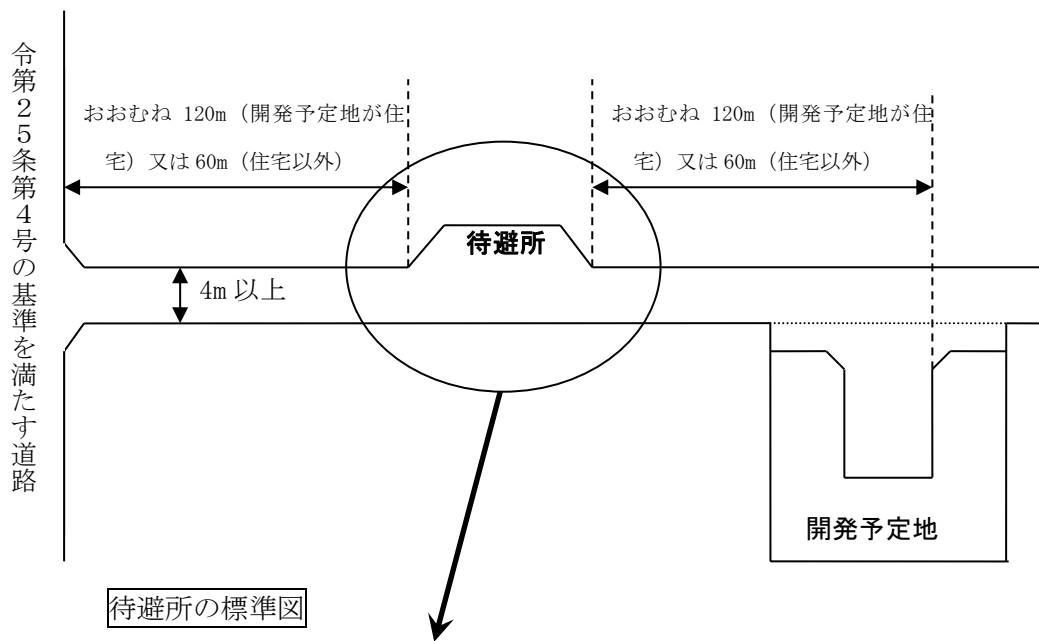 令第２５条第４号の基準を満たす道路
おおむね 120m（開発予定地が住
宅）又は 60m（住宅以外）
おおむね 120m（開発予定地が住
宅）又は 60m（住宅以外）
待避所
4m 以上
開発予定地
待避所の標準図